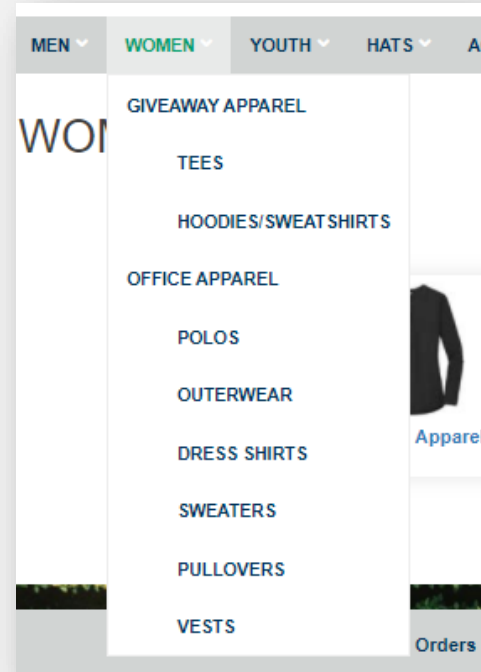 MEN WOMEN YOUTH HATS
WOM
GIVEAWAY APPAREL
TEES
HOODIES/SWEATSHIRTS
OFFICE APPAREL
POLOS
OUTERWEAR
DRESS SHIRTS
Apparel
SWEATERS
PULLOVERS
VESTS
Orders